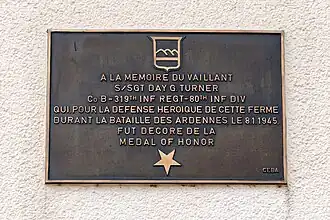 A LA MEMOIRE DU VAILLANT
S/SGT DAY G TURNER
Co B-319TH INF REGT-80TH INF DIV
QUI POUR LA DEFENSE HEROIQUE DE CETTE FERME
DURANT LA BATAILLE DES ARDENNES LE 8.1.1945
FUT DECORE DE LA
MEDAL OF HONOR
CEBA